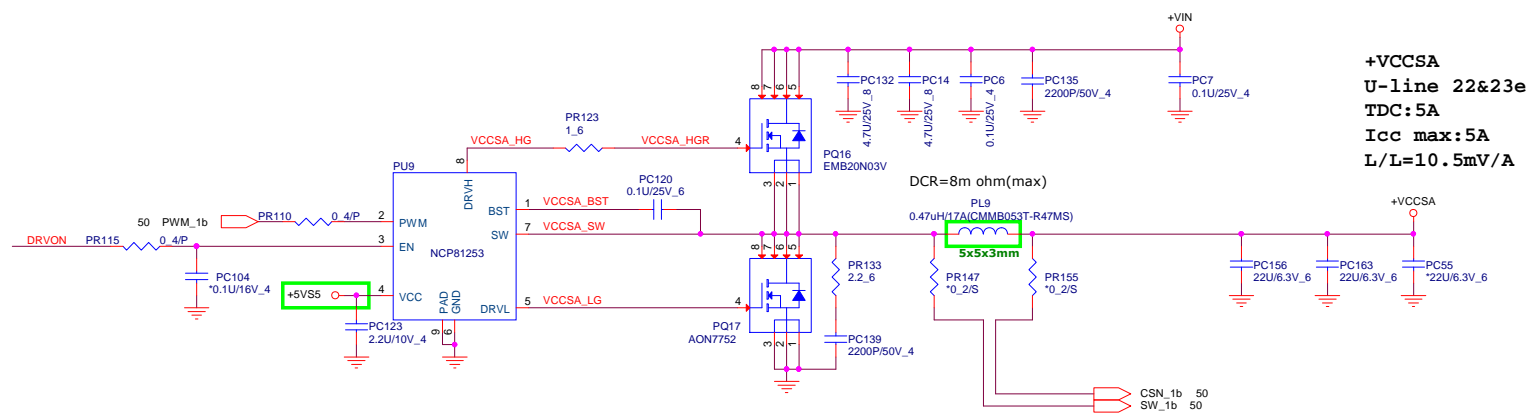 +VIN
+VCCSA
U-line 22&23e
TDC:5A
Icc max:5A
L/L=10.5mV/A
8
7
6
5
PC132
4.7U/25V_8
PC14
4.7U/25V_8
PC6
0.1U/25V_4
PC135
2200P/50V_4
PC7
0.1U/25V_4
VCCSA_HG
PR123
1_6
VCCSA_HGR
4
PQ16
EMB20N03V
3
2
1
PU9
8
DRVH
PC120
0.1U/25V_6
DCR=8m ohm(max)
PL9
0.47uH/17A(CMMB053T-R47MS)
5x5x3mm
+VCCSA
50 PWM_1b
PR110
0_4/P
2
PWM
BST
1
VCCSA_BST
DRVON
PR115
0_4/P
3
EN
SW
7
VCCSA_SW
NCP81253
8
7
6
5
PC104
*0.1U/16V_4
+5VS5
4
VCC
DRVL
5
VCCSA_LG
4
PAD
GND
9
6
PC123
2.2U/10V_4
PQ17
AON7752
3
2
1
PR133
2.2_6
PC139
2200P/50V_4
PR147
*0_2/S
PR155
*0_2/S
PC156
22U/6.3V_6
PC163
22U/6.3V_6
PC55
*22U/6.3V_6
CSN_1b 50
SW_1b 50